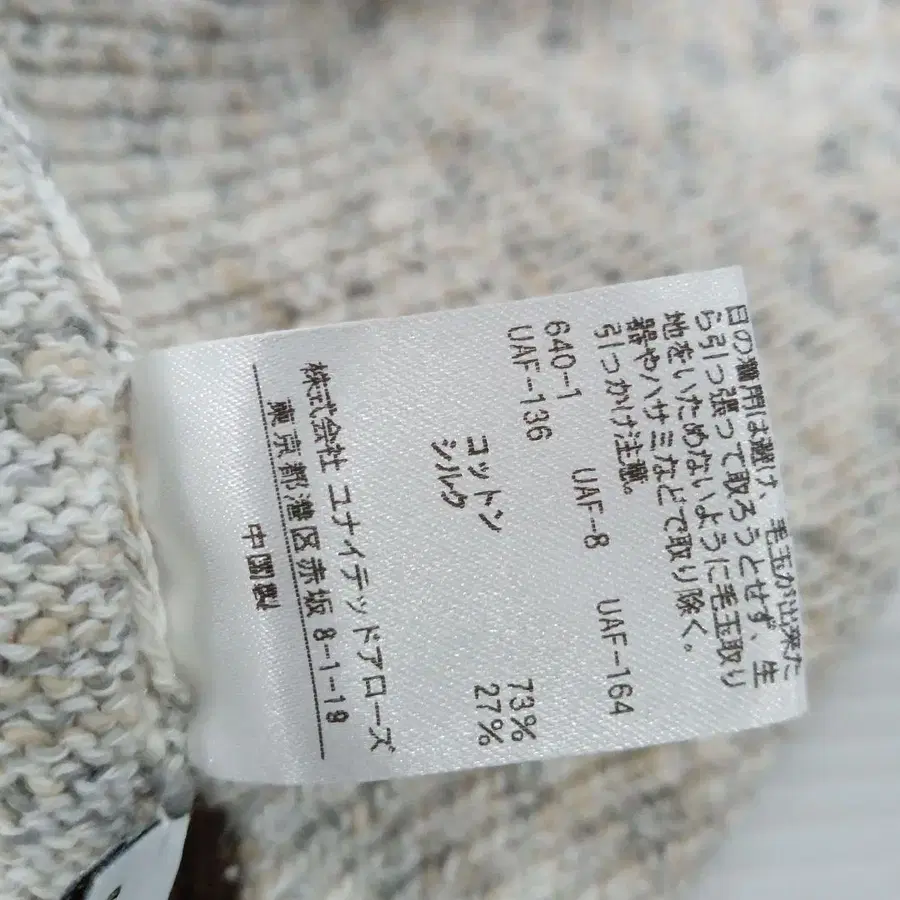 日の着用は避け、毛玉が出来た
ら引っ張って取ろうとせず、生
地をいためないように毛玉取り
器やハサミなどで取り除く。
引っかけ注意。
640-1 UAF-8 UAF-164
UAF-136
コットン 73%
シルク 27%
株式会社 ユナイテッドアローズ
東京都港区赤坂 8-1-19
中国製